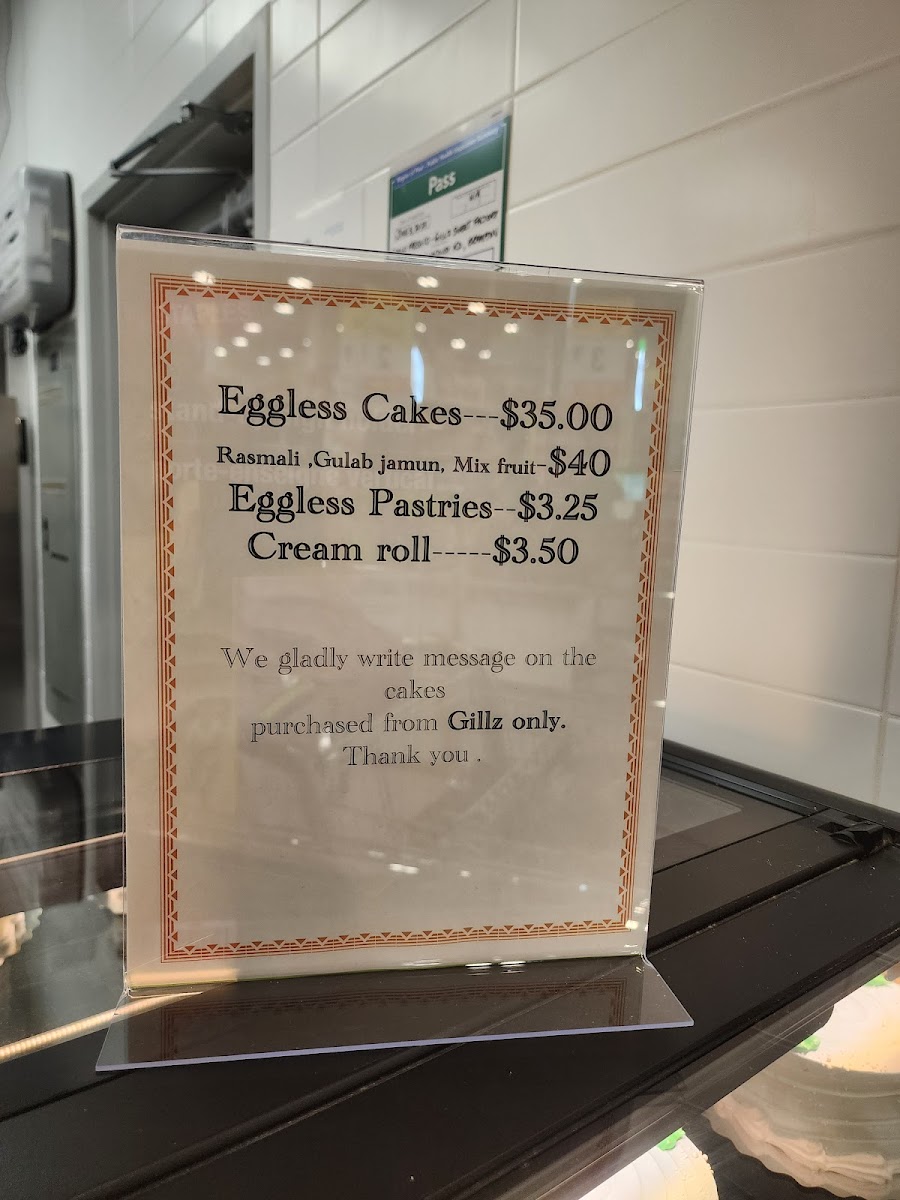 Pass
Eggless Cakes---$35.00
Rasmali ,Gulab jamun, Mix fruit-$40
Eggless Pastries--$3.25
Cream roll-----$3.50
We gladly write message on the
cakes
purchased from Gillz only.
Thank you .